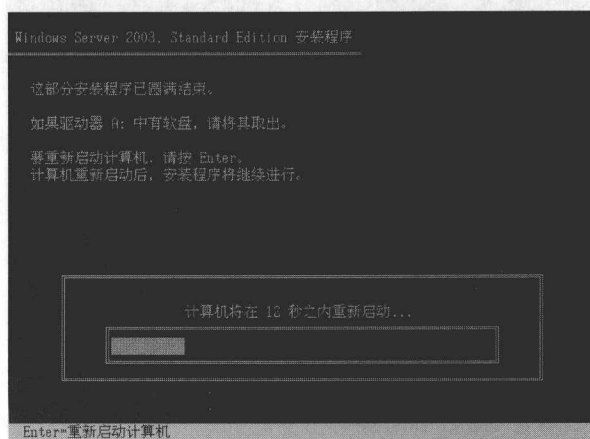 Windows Server 2003, Standard Edition 安装程序
这部分安装程序已圆满结束。
如果驱动器 A: 中有软盘，请将其取出。
要重新启动计算机，请按 Enter。
计算机重新启动后，安装程序将继续进行。
计算机将在 12 秒之内重新启动...
Enter=重新启动计算机